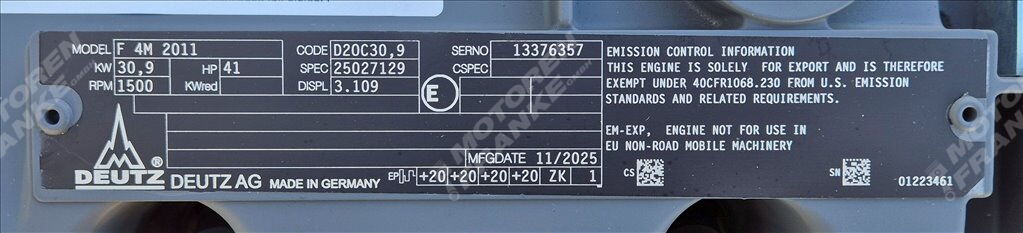 MODEL F 4M 2011 CODE D20C30,9 SERNO 13376357
KW 30,9 HP 41 SPEC 25027129 CSPEC
RPM 1500 KWred DISPL 3.109
E
MFGDATE 11/2025
DEUTZ DEUTZ AG MADE IN GERMANY EP +20 +20 +20 +20 ZK 1
EMISSION CONTROL INFORMATION
THIS ENGINE IS SOLELY FOR EXPORT AND IS THEREFORE
EXEMPT UNDER 40CFR1068.230 FROM U.S. EMISSION
STANDARDS AND RELATED REQUIREMENTS.
EM-EXP, ENGINE NOT FOR USE IN
EU NON-ROAD MOBILE MACHINERY
CS SN 01223461
MOTOREN
FRANKE